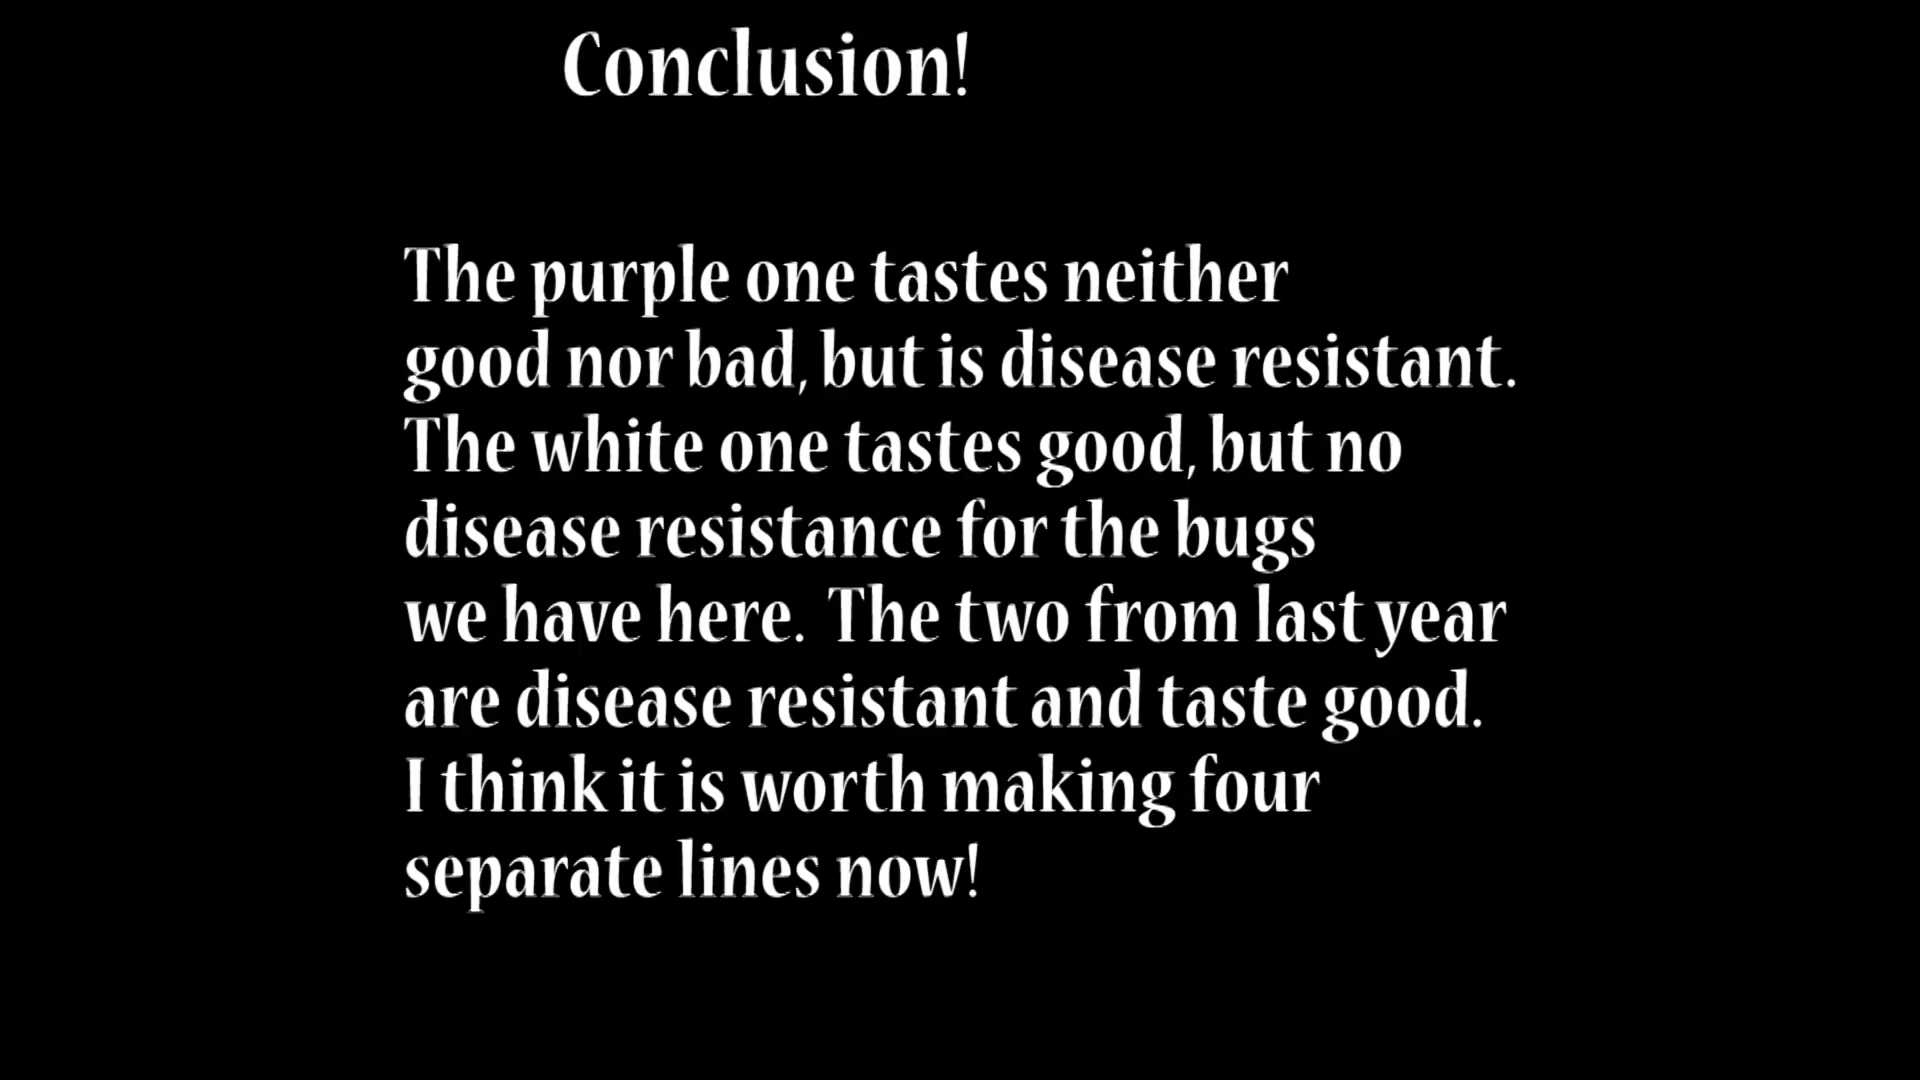 Conclusion!
The purple one tastes neither
good nor bad, but is disease resistant.
The white one tastes good, but no
disease resistance for the bugs
we have here.  The two from last year
are disease resistant and taste good.
I think it is worth making four
separate lines now!